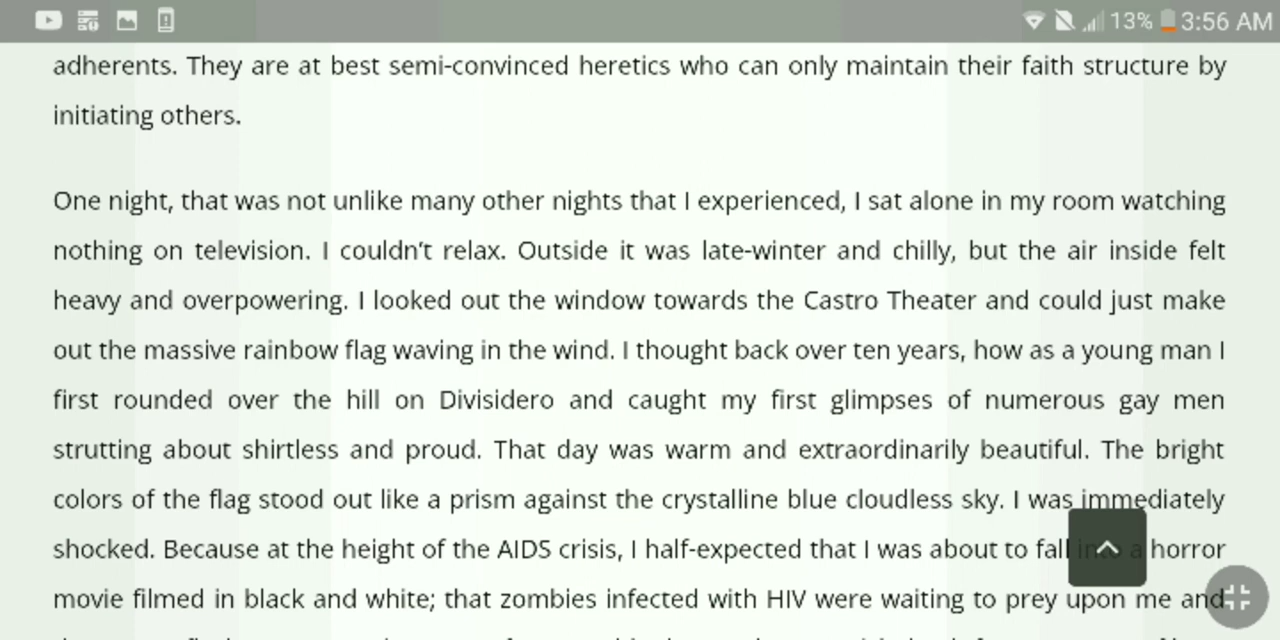 13% 3:56 AM
adherents. They are at best semi-convinced heretics who can only maintain their faith structure by
initiating others.
One night, that was not unlike many other nights that I experienced, I sat alone in my room watching
nothing on television. I couldn't relax. Outside it was late-winter and chilly, but the air inside felt
heavy and overpowering. I looked out the window towards the Castro Theater and could just make
out the massive rainbow flag waving in the wind. I thought back over ten years, how as a young man I
first rounded over the hill on Divisidero and caught my first glimpses of numerous gay men
strutting about shirtless and proud. That day was warm and extraordinarily beautiful. The bright
colors of the flag stood out like a prism against the crystalline blue cloudless sky. I was immediately
shocked. Because at the height of the AIDS crisis, I half-expected that I was about to fall into a horror
movie filmed in black and white; that zombies infected with HIV were waiting to prey upon me and